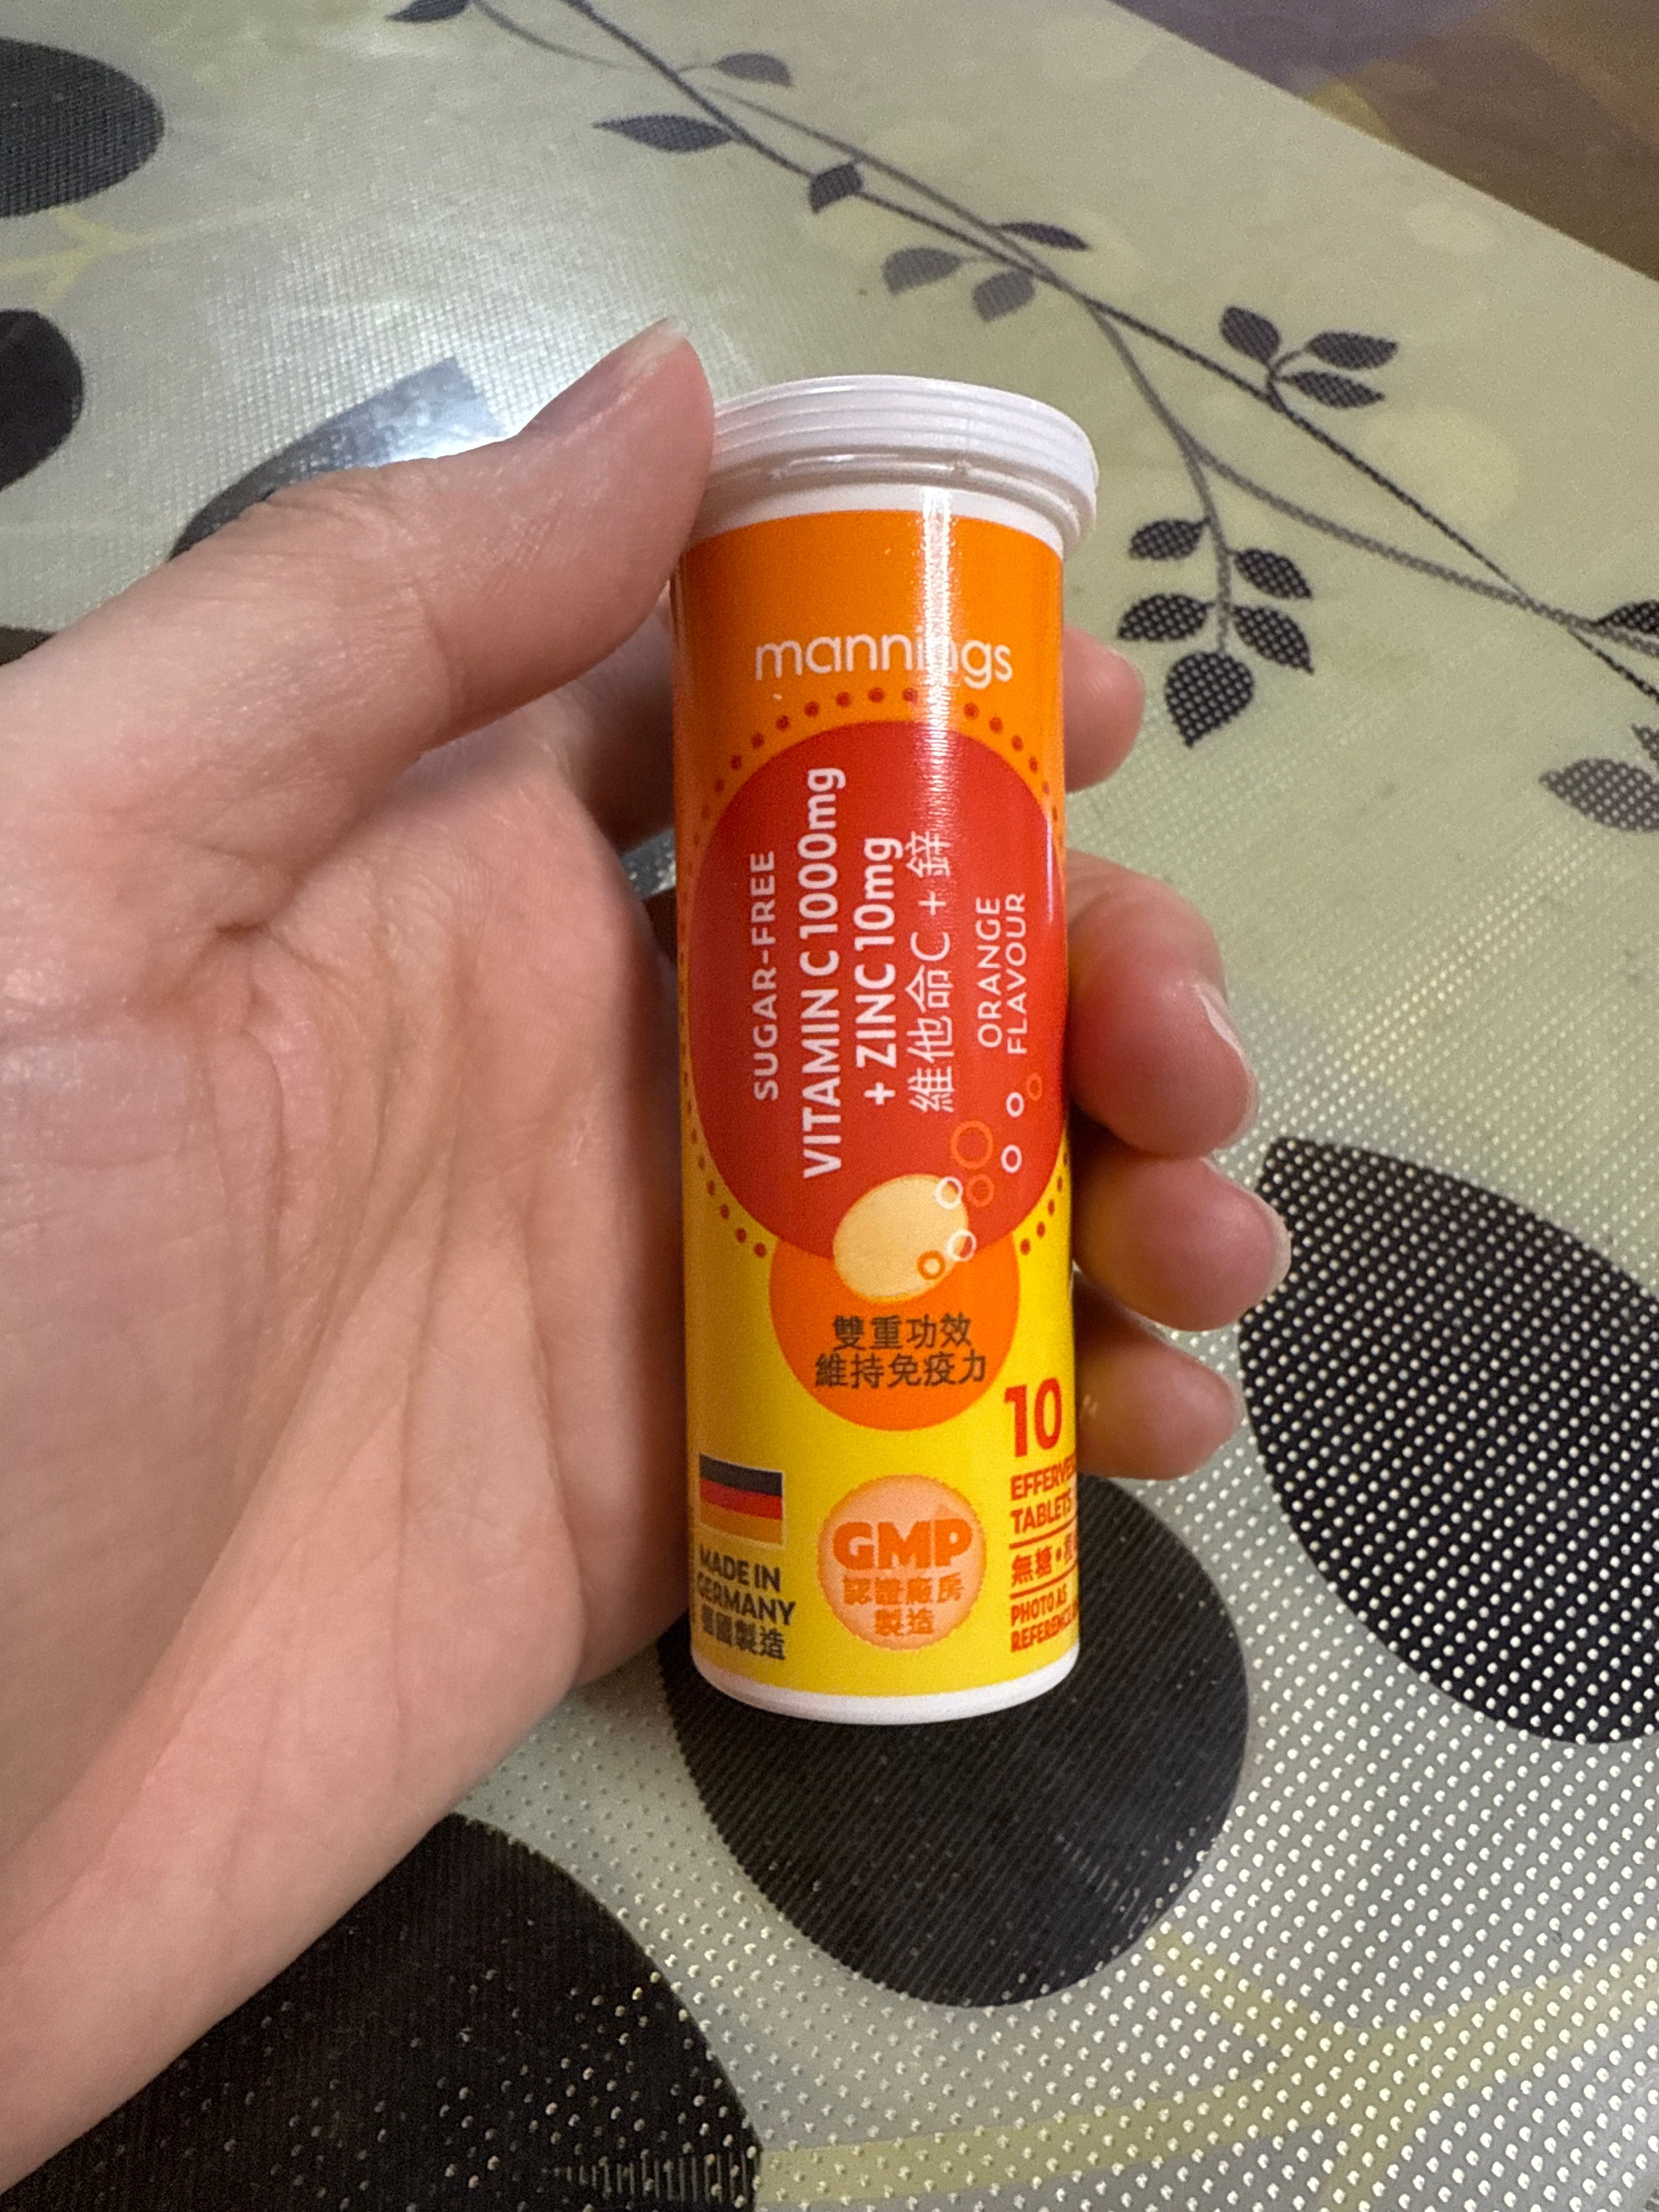 mannings
SUGAR-FREE
VITAMIN C 1000mg
+ ZINC 10mg
維他命C + 鋅
ORANGE
FLAVOUR
雙重功效
維持免疫力
10
TABLETS
無糖•
PHOTO AS
MADE IN
GERMANY
德國製造
GMP
認證廠房
製造